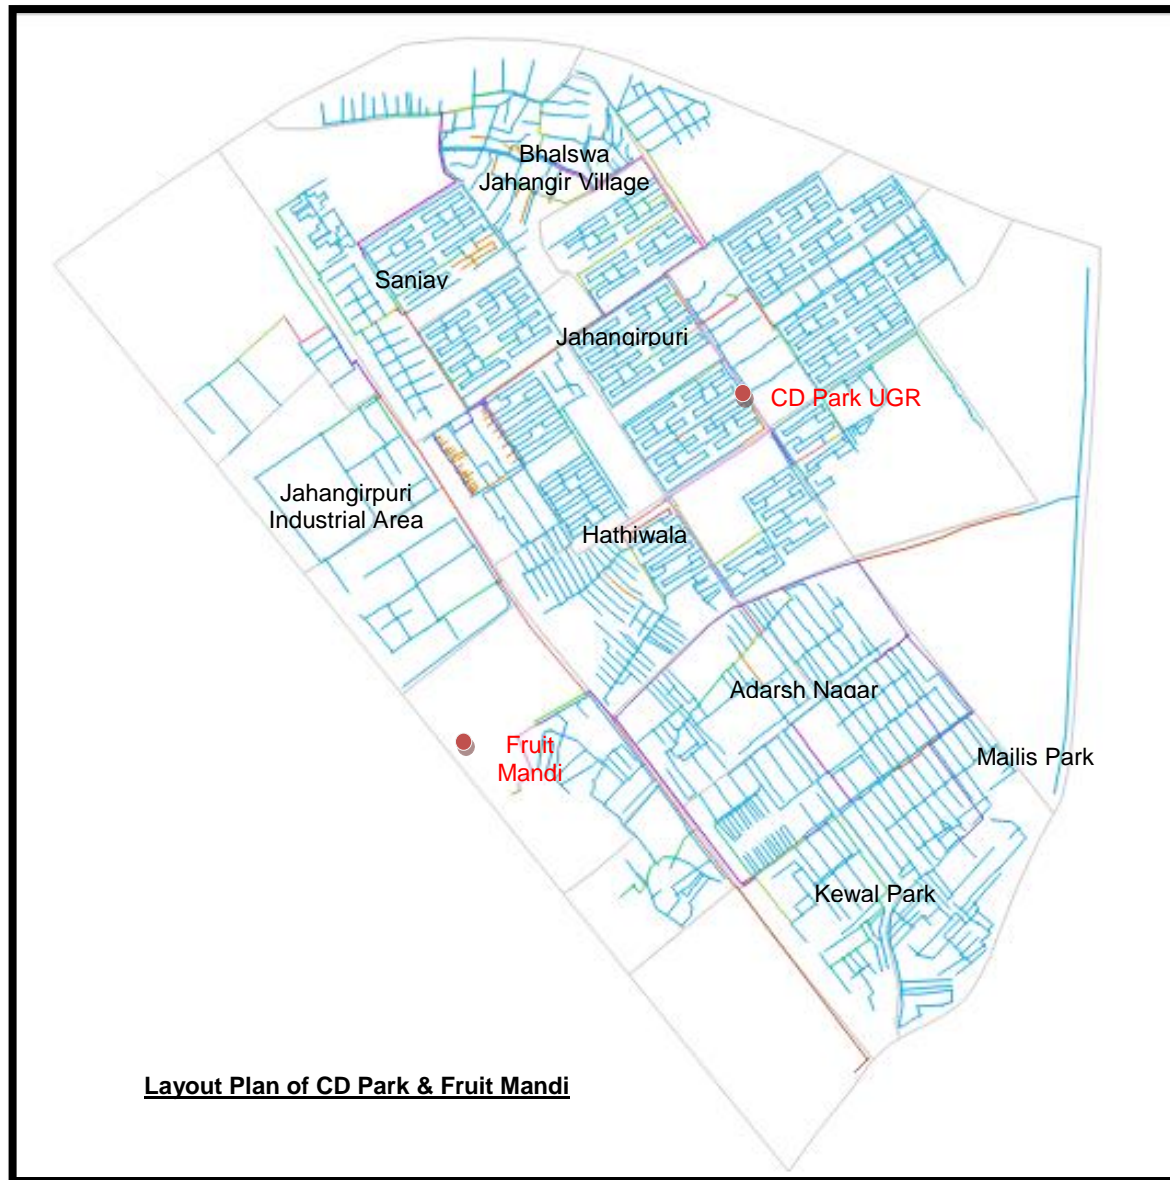 Bhalswa
Jahangir Village
Sanjay
Jahangirpuri
CD Park UGR
Jahangirpuri
Industrial Area
Hathiwala
Adarsh Nagar
Fruit
Mandi
Majlis Park
Kewal Park
Layout Plan of CD Park & Fruit Mandi